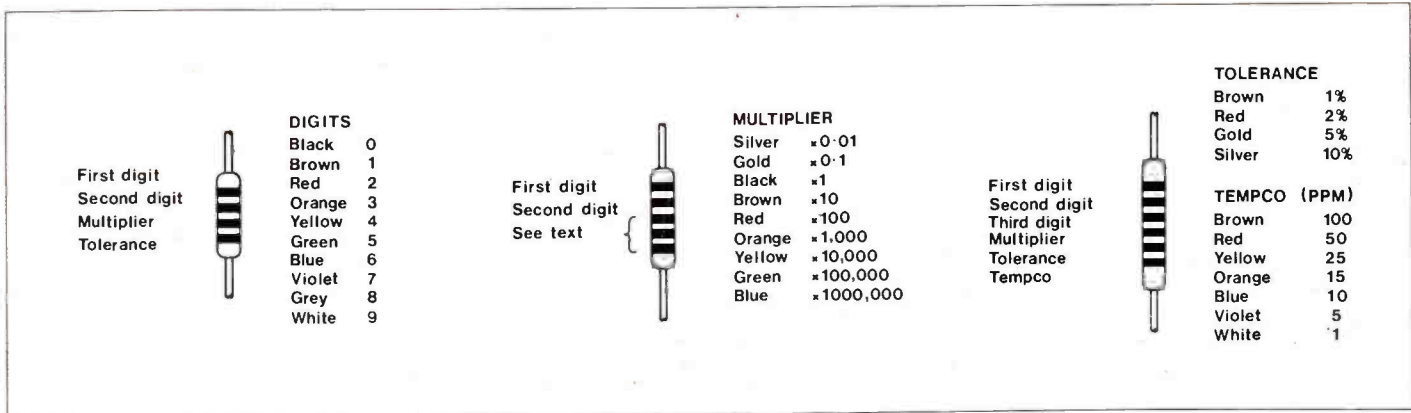 First digit
Second digit
Multiplier
Tolerance
DIGITS
Black 0
Brown 1
Red 2
Orange 3
Yellow 4
Green 5
Blue 6
Violet 7
Grey 8
White 9
First digit
Second digit
See text
MULTIPLIER
Silver ×0·01
Gold ×0·1
Black ×1
Brown ×10
Red ×100
Orange ×1,000
Yellow ×10,000
Green ×100,000
Blue ×1000,000
First digit
Second digit
Third digit
Multiplier
Tolerance
Tempco
TOLERANCE
Brown 1%
Red 2%
Gold 5%
Silver 10%
TEMPCO (PPM)
Brown 100
Red 50
Yellow 25
Orange 15
Blue 10
Violet 5
White 1